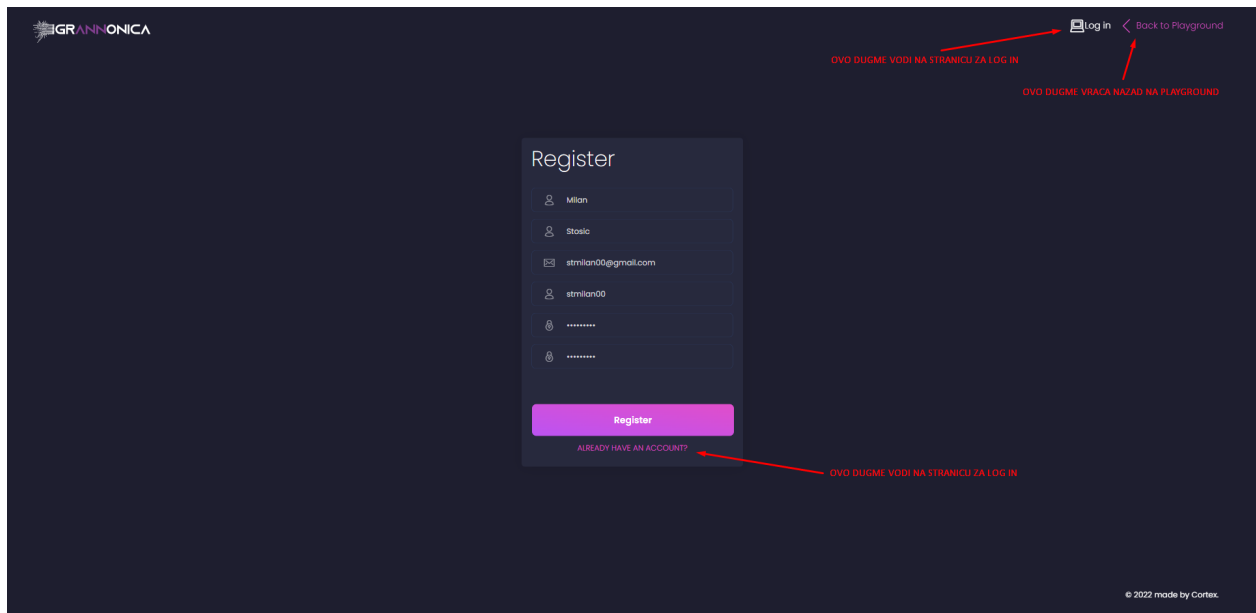 IGRANNONICA
Log in
Back to Playground
OVO DUGME VODI NA STRANICU ZA LOG IN
OVO DUGME VRACA NAZAD NA PLAYGROUND
Register
Milan
Stosic
stmilan00@gmail.com
stmilan00
•••••••••
•••••••••
Register
ALREADY HAVE AN ACCOUNT?
OVO DUGME VODI NA STRANICU ZA LOG IN
© 2022 made by Cortex.